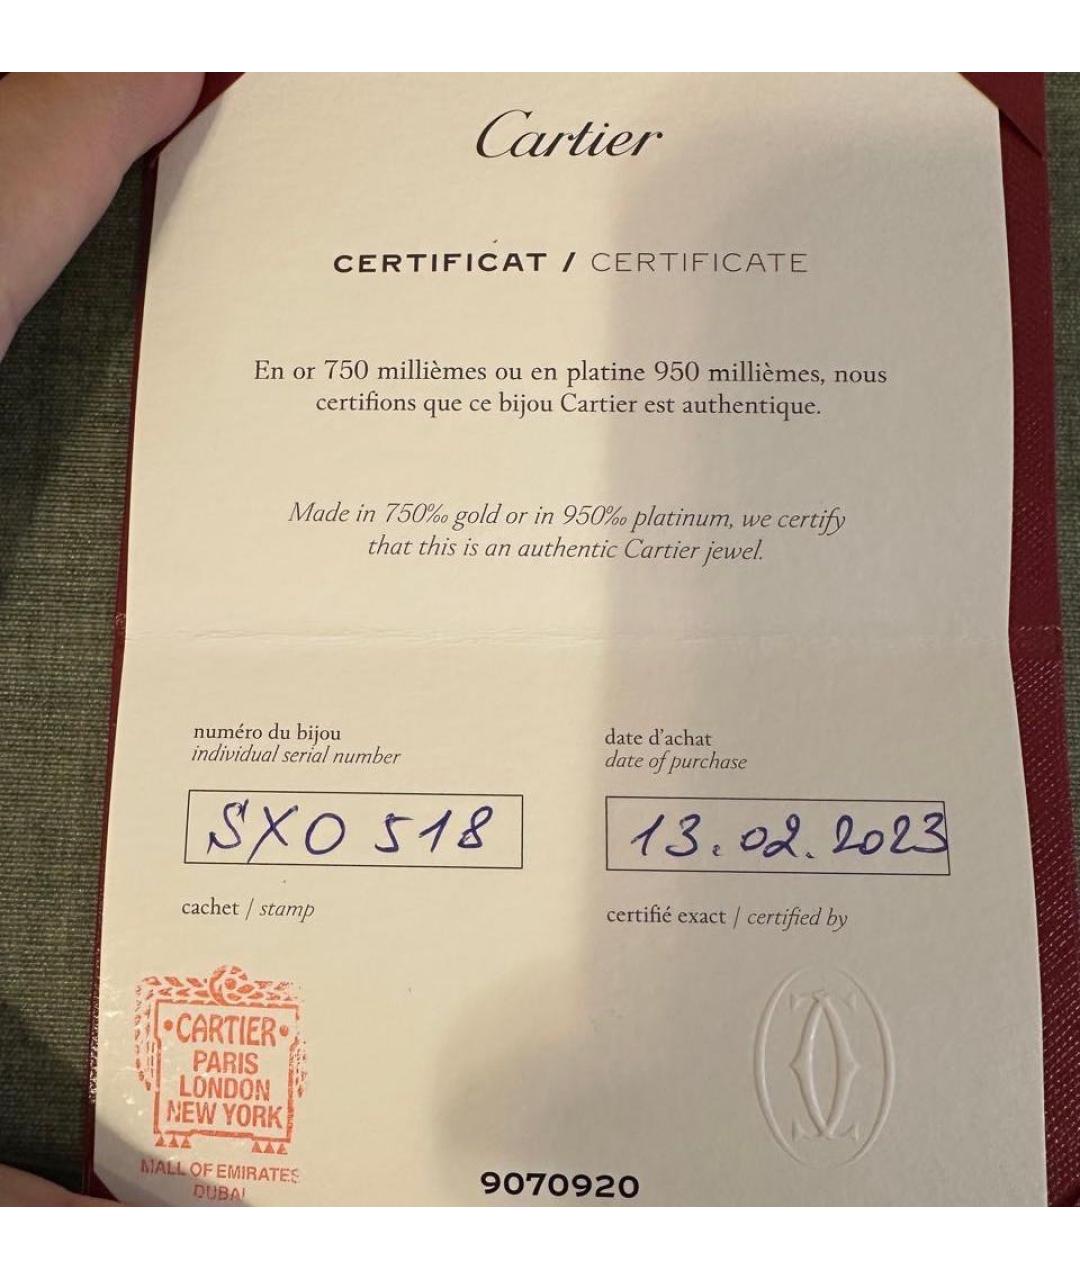 Cartier
CERTIFICAT / CERTIFICATE
En or 750 millièmes ou en platine 950 millièmes, nous
certifions que ce bijou Cartier est authentique.
Made in 750‰ gold or in 950‰ platinum, we certify
that this is an authentic Cartier jewel.
numéro du bijou
individual serial number
SXO 518
date d'achat
date of purchase
13.02.2023
cachet / stamp
certifié exact / certified by
•CARTIER•
PARIS
LONDON
NEW YORK
MALL OF EMIRATES
DUBAI
9070920